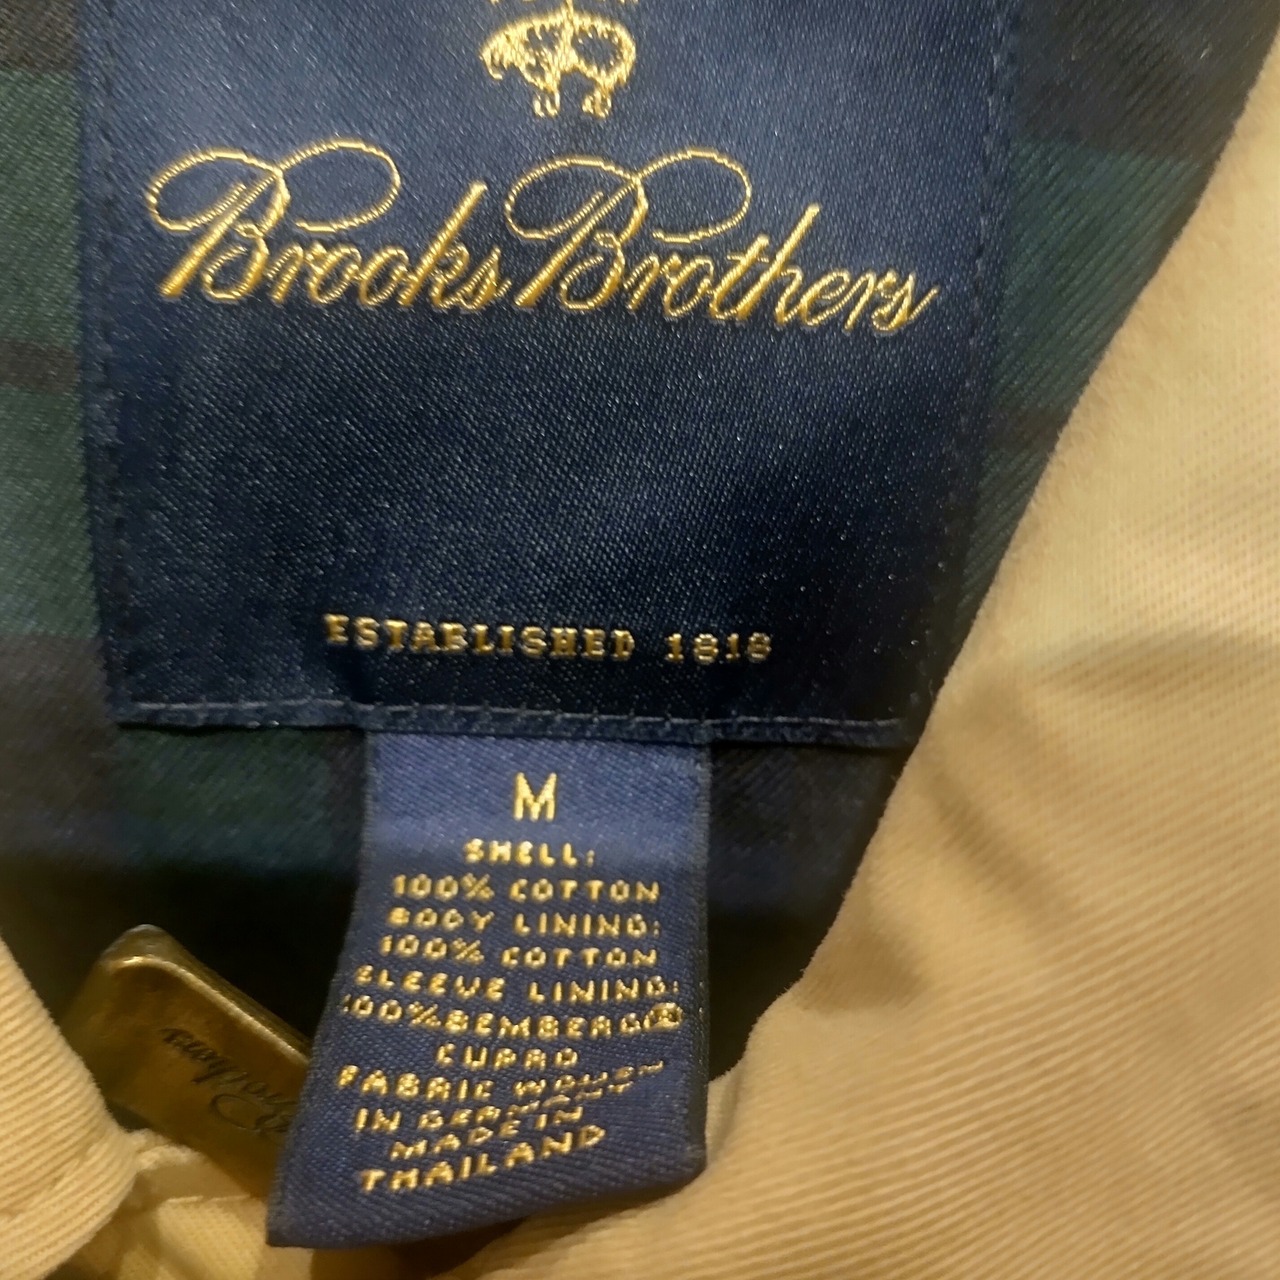 Brooks Brothers
ESTABLISHED 1818
M
SHELL:
100% COTTON
BODY LINING:
100% COTTON
SLEEVE LINING:
100% BEMBERG®
CUPRO
FABRIC WOVEN
IN GERMANY
MADE IN
THAILAND